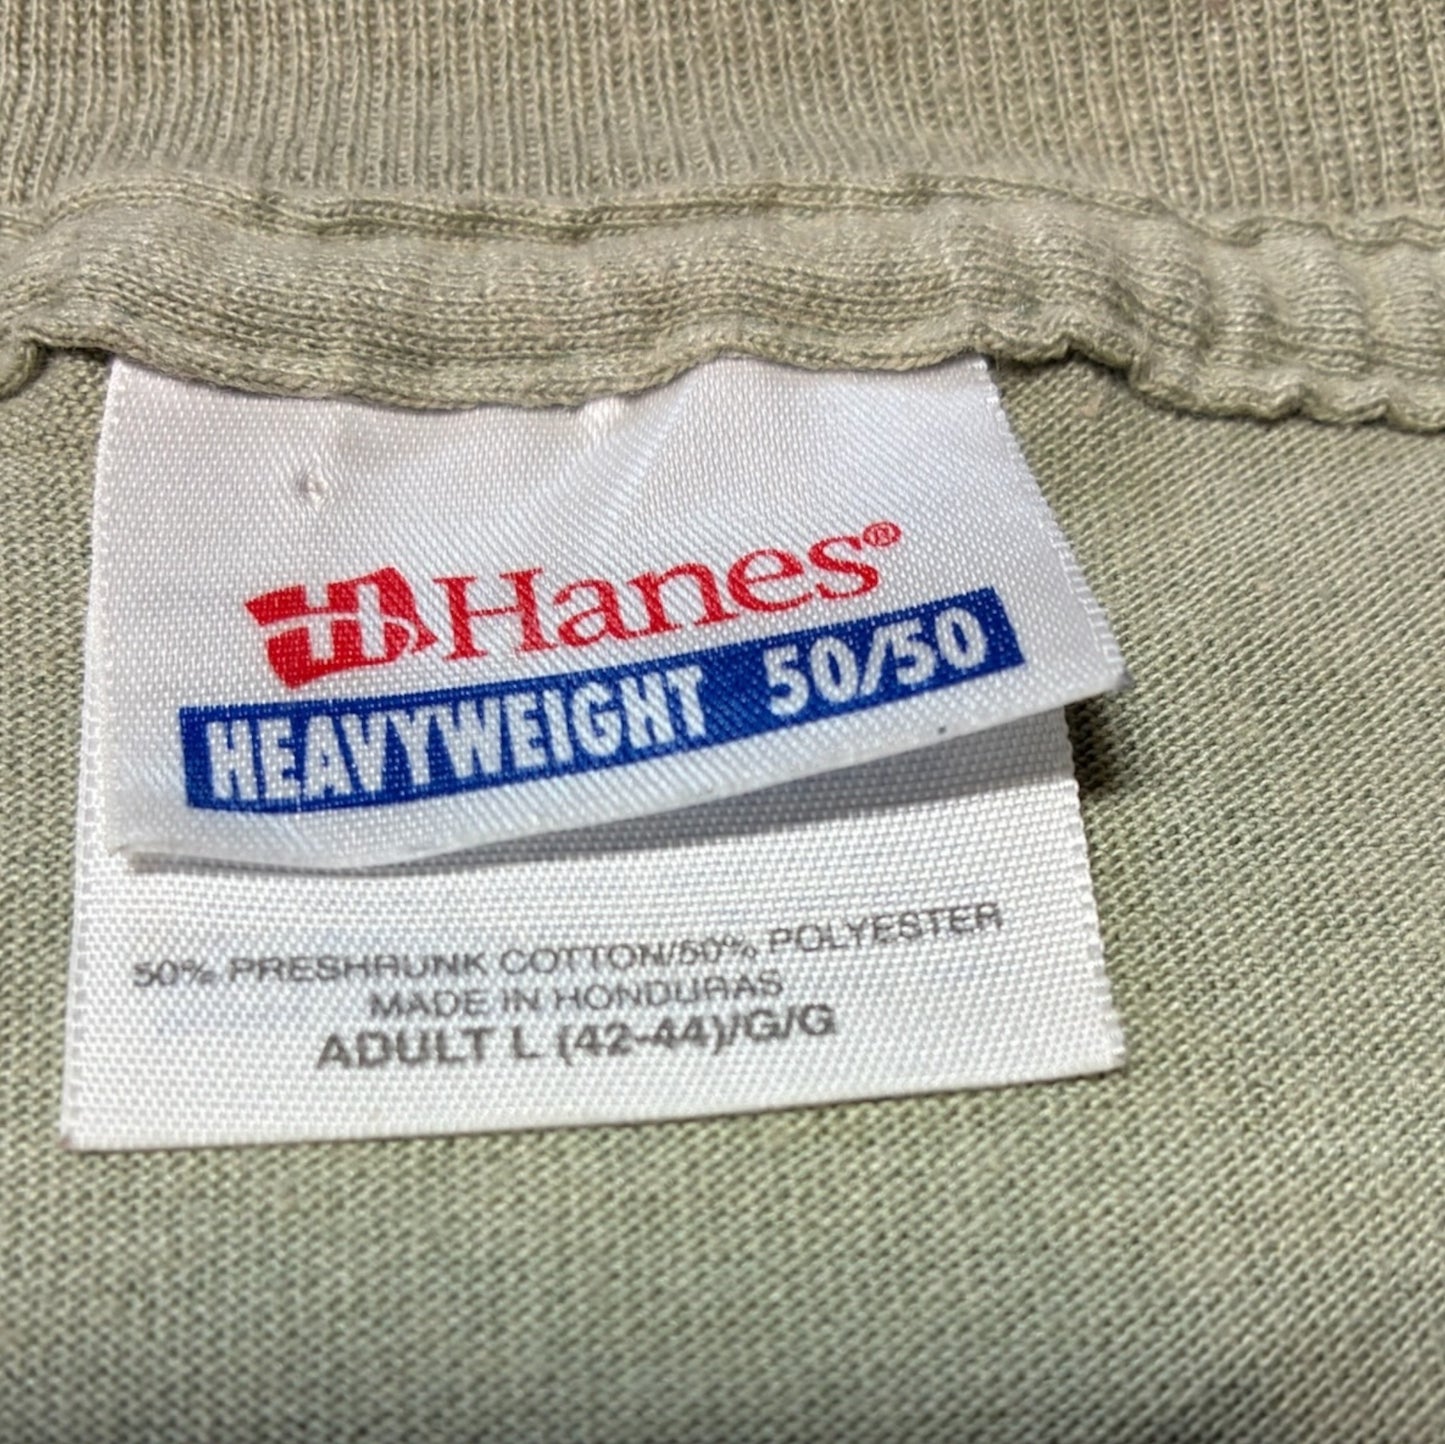 Hanes®
HEAVYWEIGHT 50/50
50% PRESHRUNK COTTON/50% POLYESTER
MADE IN HONDURAS
ADULT L (42-44)/G/G